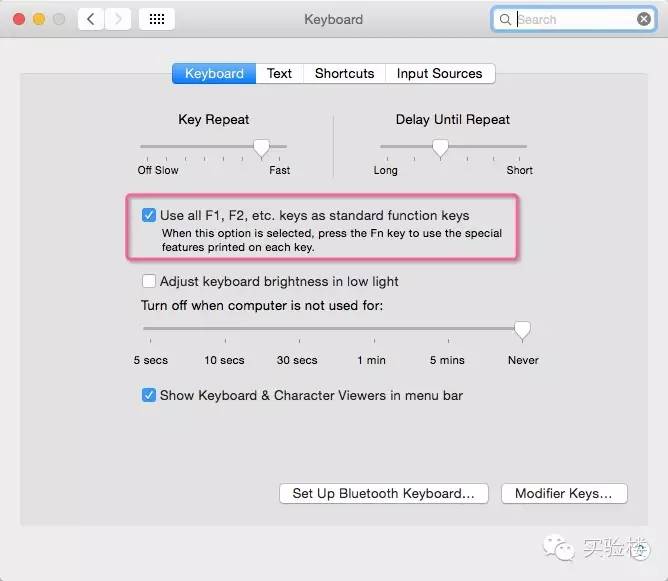 Keyboard
Search
Keyboard Text Shortcuts Input Sources
Key Repeat Delay Until Repeat
Off Slow Fast Long Short
Use all F1, F2, etc. keys as standard function keys
When this option is selected, press the Fn key to use the special
features printed on each key.
Adjust keyboard brightness in low light
Turn off when computer is not used for:
5 secs 10 secs 30 secs 1 min 5 mins Never
Show Keyboard & Character Viewers in menu bar
Set Up Bluetooth Keyboard... Modifier Keys...
实验楼
?